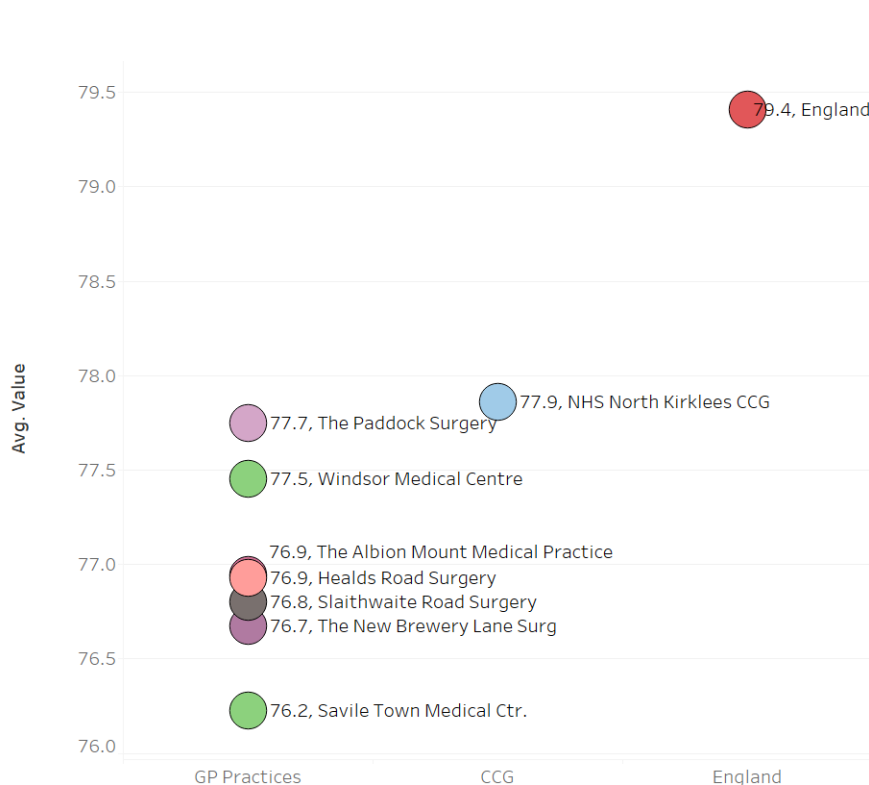 79.5
79.4, England
79.0
78.5
78.0
77.9, NHS North Kirklees CCG
77.7, The Paddock Surgery
77.5
77.5, Windsor Medical Centre
76.9, The Albion Mount Medical Practice
77.0
76.9, Healds Road Surgery
76.8, Slaithwaite Road Surgery
76.7, The New Brewery Lane Surg
76.5
76.2, Savile Town Medical Ctr.
76.0
Avg. Value
GP Practices
CCG
England